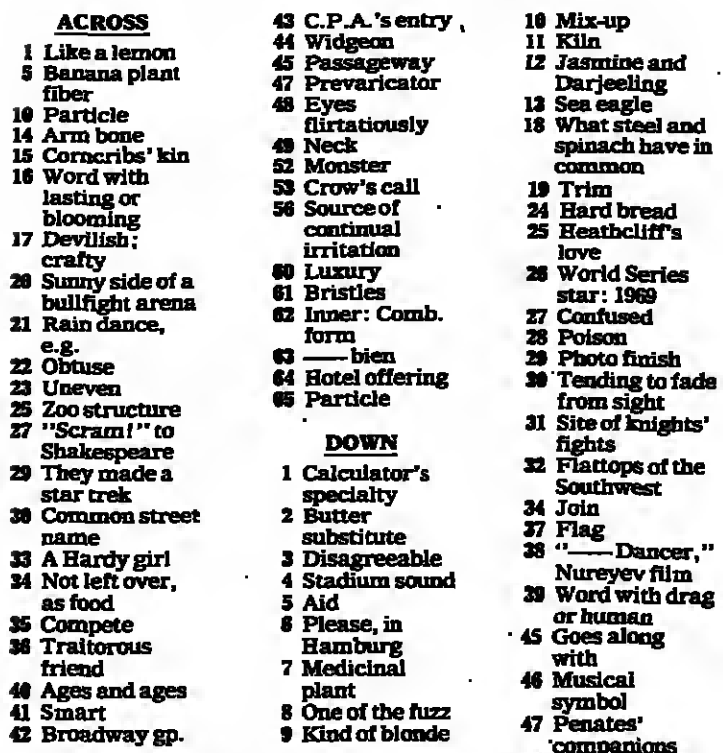 ACROSS
1 Like a lemon
5 Banana plant
fiber
10 Particle
14 Arm bone
15 Corncribs' kin
16 Word with
lasting or
blooming
17 Devilish;
crafty
20 Sunny side of a
bullfight arena
21 Rain dance,
e.g.
22 Obtuse
23 Uneven
25 Zoo structure
27 "Scram!" to
Shakespeare
29 They made a
star trek
30 Common street
name
33 A Hardy girl
34 Not left over,
as food
35 Compete
36 Traitorous
friend
40 Ages and ages
41 Smart
42 Broadway gp.
43 C.P.A.'s entry
44 Widgeon
45 Passageway
47 Prevaricator
48 Eyes
flirtatiously
49 Neck
52 Monster
53 Crow's call
56 Source of
continual
irritation
60 Luxury
61 Bristles
62 Inner: Comb.
form
63 —— bien
64 Hotel offering
65 Particle
DOWN
1 Calculator's
specialty
2 Butter
substitute
3 Disagreeable
4 Stadium sound
5 Aid
6 Please, in
Hamburg
7 Medicinal
plant
8 One of the fuzz
9 Kind of blonde
10 Mix-up
11 Kiln
12 Jasmine and
Darjeeling
13 Sea eagle
18 What steel and
spinach have in
common
19 Trim
24 Hard bread
25 Heathcliff's
love
26 World Series
star: 1969
27 Confused
28 Poison
29 Photo finish
30 Tending to fade
from sight
31 Site of knights'
fights
32 Flattops of the
Southwest
34 Join
37 Flag
38 "—— Dancer,"
Nureyev film
39 Word with drag
or human
45 Goes along
with
46 Musical
symbol
47 Penates'
companions